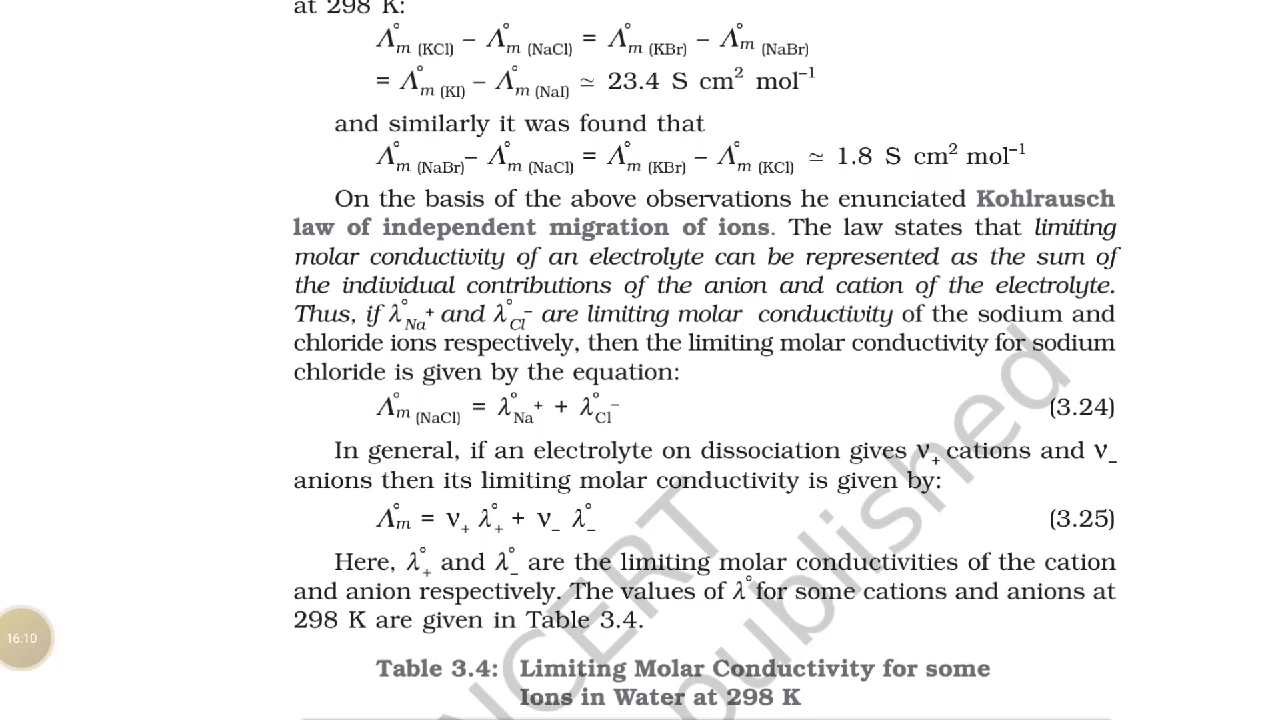 at 298 K:
Λ°m (KCl) – Λ°m (NaCl) = Λ°m (KBr) – Λ°m (NaBr)
= Λ°m (KI) – Λ°m (NaI) ≃ 23.4 S cm² mol⁻¹
and similarly it was found that
Λ°m (NaBr) – Λ°m (NaCl) = Λ°m (KBr) – Λ°m (KCl) ≃ 1.8 S cm² mol⁻¹
On the basis of the above observations he enunciated Kohlrausch
law of independent migration of ions. The law states that limiting
molar conductivity of an electrolyte can be represented as the sum of
the individual contributions of the anion and cation of the electrolyte.
Thus, if λ°Na⁺ and λ°Cl⁻ are limiting molar conductivity of the sodium and
chloride ions respectively, then the limiting molar conductivity for sodium
chloride is given by the equation:
Λ°m (NaCl) = λ°Na⁺ + λ°Cl⁻ (3.24)
In general, if an electrolyte on dissociation gives ν₊ cations and ν₋
anions then its limiting molar conductivity is given by:
Λ°m = ν₊ λ°₊ + ν₋ λ°₋ (3.25)
Here, λ°₊ and λ°₋ are the limiting molar conductivities of the cation
and anion respectively. The values of λ° for some cations and anions at
298 K are given in Table 3.4.
Table 3.4: Limiting Molar Conductivity for some
Ions in Water at 298 K
16:10
NCERT
published